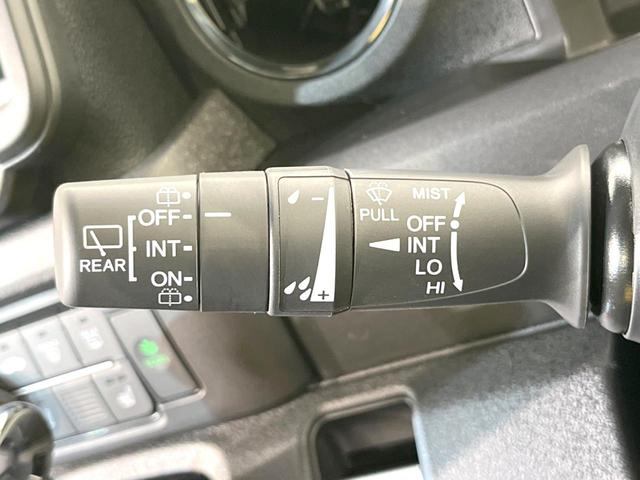 REAR
OFF
INT
ON
−
+
PULL
MIST
OFF
INT
LO
HI